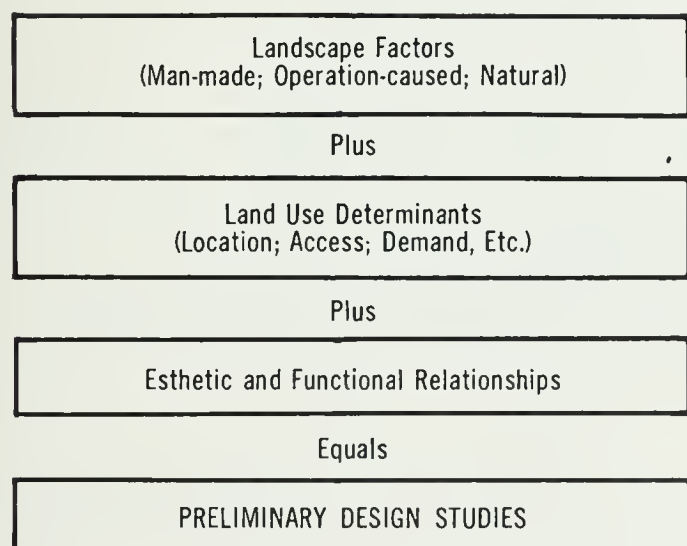 Landscape Factors
(Man-made; Operation-caused; Natural)
Plus
Land Use Determinants
(Location; Access; Demand, Etc.)
Plus
Esthetic and Functional Relationships
Equals
PRELIMINARY DESIGN STUDIES